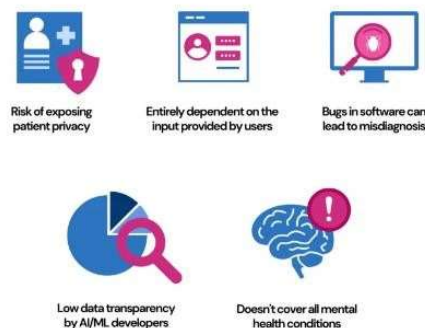 Risk of exposing
patient privacy
Entirely dependent on the
input provided by users
Bugs in software can
lead to misdiagnosis
Low data transparency
by AI/ML developers
Doesn't cover all mental
health conditions